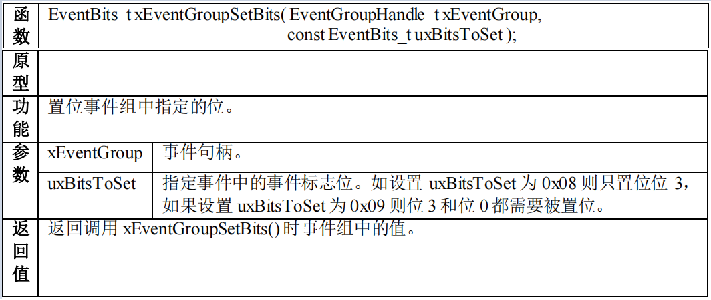 函数原型
EventBits_t xEventGroupSetBits( EventGroupHandle_t xEventGroup,
const EventBits_t uxBitsToSet );
功能
置位事件组中指定的位。
参数
xEventGroup 事件句柄。
uxBitsToSet 指定事件中的事件标志位。如设置 uxBitsToSet 为 0x08 则只置位位 3，
如果设置 uxBitsToSet 为 0x09 则位 3 和位 0 都需要被置位。
返回值
返回调用 xEventGroupSetBits() 时事件组中的值。